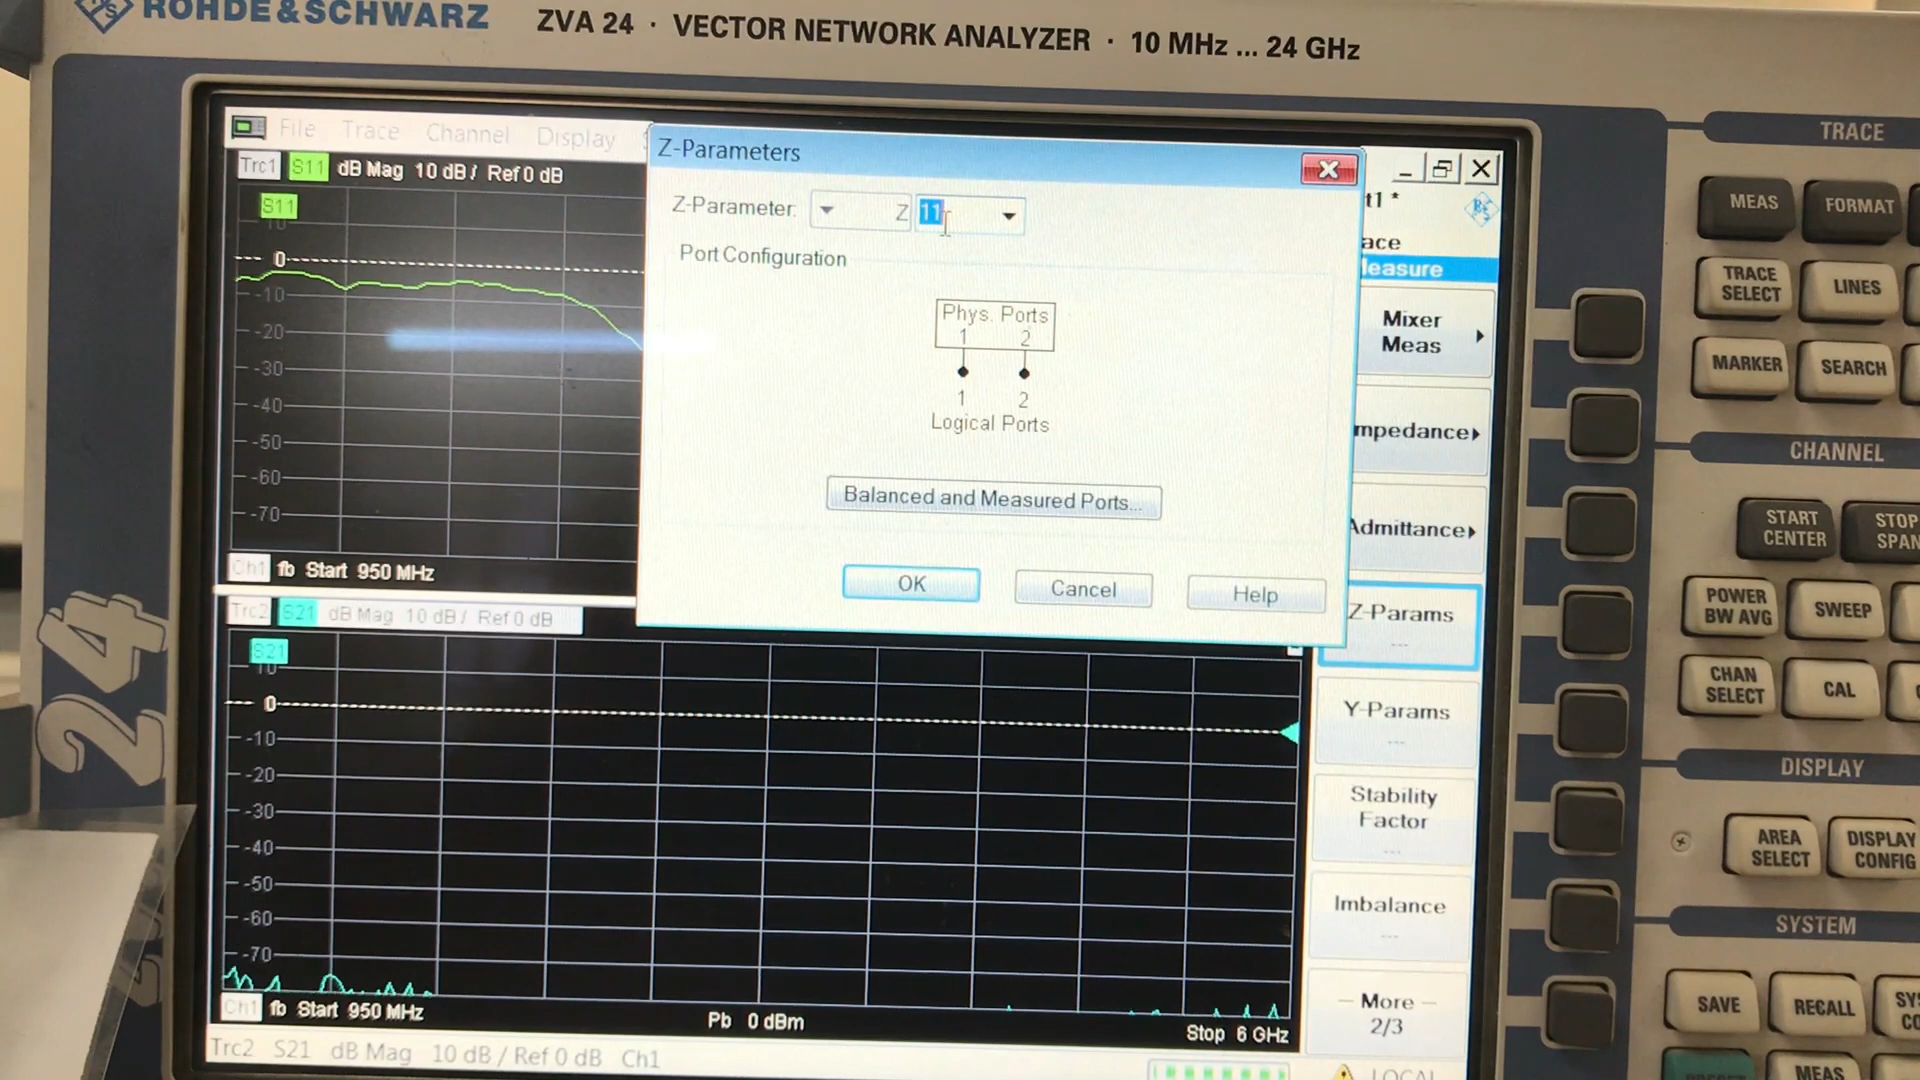 ROHDE & SCHWARZ
ZVA 24 · VECTOR NETWORK ANALYZER · 10 MHz ... 24 GHz
File Trace Channel Display
Trc1 S11 dB Mag 10 dB / Ref 0 dB
S11
10
0
-10
-20
-30
-40
-50
-60
-70
Ch1 fb Start 950 MHz
Trc2 S21 dB Mag 10 dB / Ref 0 dB
S21
10
0
-10
-20
-30
-40
-50
-60
-70
Ch1 fb Start 950 MHz
Pb 0 dBm
Stop 6 GHz
Trc2 S21 dB Mag 10 dB / Ref 0 dB Ch1
LOCAL
Z-Parameters
Z-Parameter: Z 11
Port Configuration
Phys. Ports
1 2
1 2
Logical Ports
Balanced and Measured Ports...
OK Cancel Help
t1 *
ace
easure
Mixer
Meas
mpedance
Admittance
Z-Params
---
Y-Params
---
Stability
Factor
---
Imbalance
---
— More —
2/3
24
TRACE
MEAS FORMAT
TRACE
SELECT
LINES
MARKER SEARCH
CHANNEL
START
CENTER
STOP
SPAN
POWER
BW AVG
SWEEP
CHAN
SELECT
CAL
DISPLAY
AREA
SELECT
DISPLAY
CONFIG
SYSTEM
SAVE RECALL
MEAS